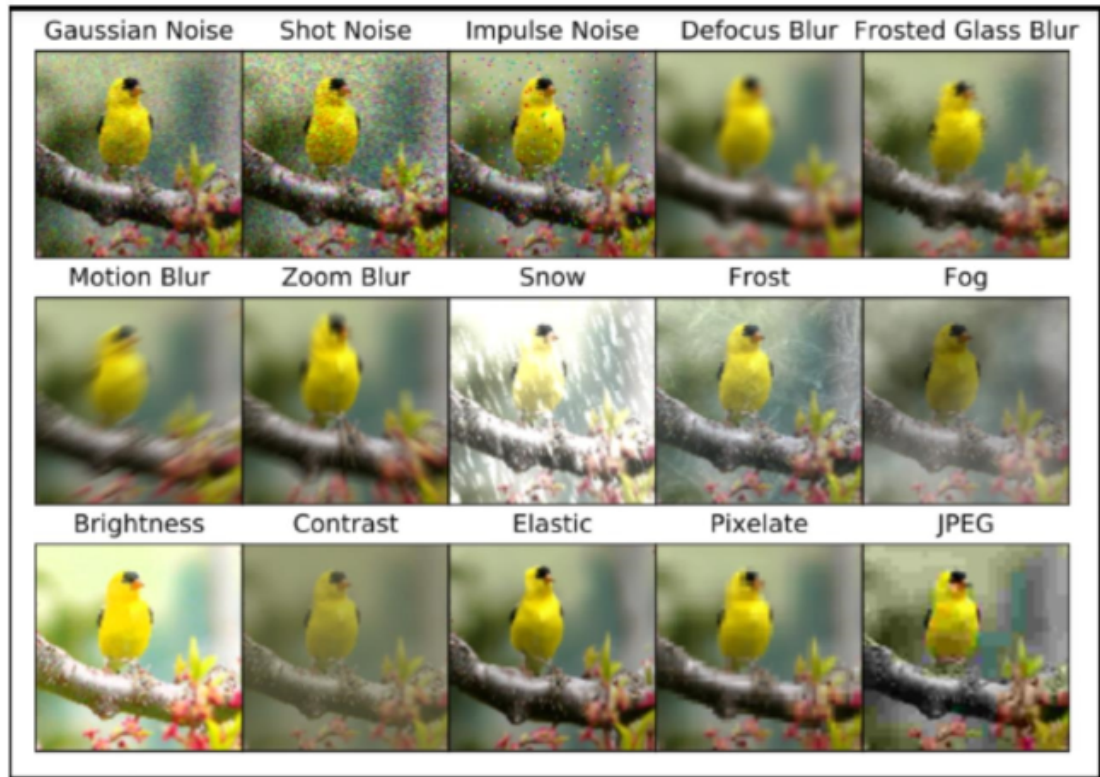 Gaussian Noise Shot Noise Impulse Noise Defocus Blur Frosted Glass Blur
Motion Blur Zoom Blur Snow Frost Fog
Brightness Contrast Elastic Pixelate JPEG